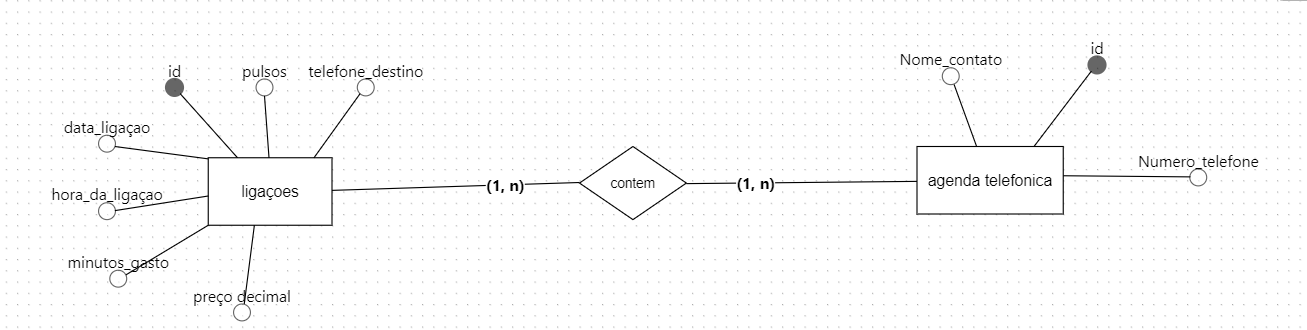 id
pulsos
telefone_destino
data_ligaçao
hora_da_ligaçao
ligaçoes
minutos_gasto
preço decimal
(1, n)
contem
(1, n)
Nome_contato
id
agenda telefonica
Numero_telefone